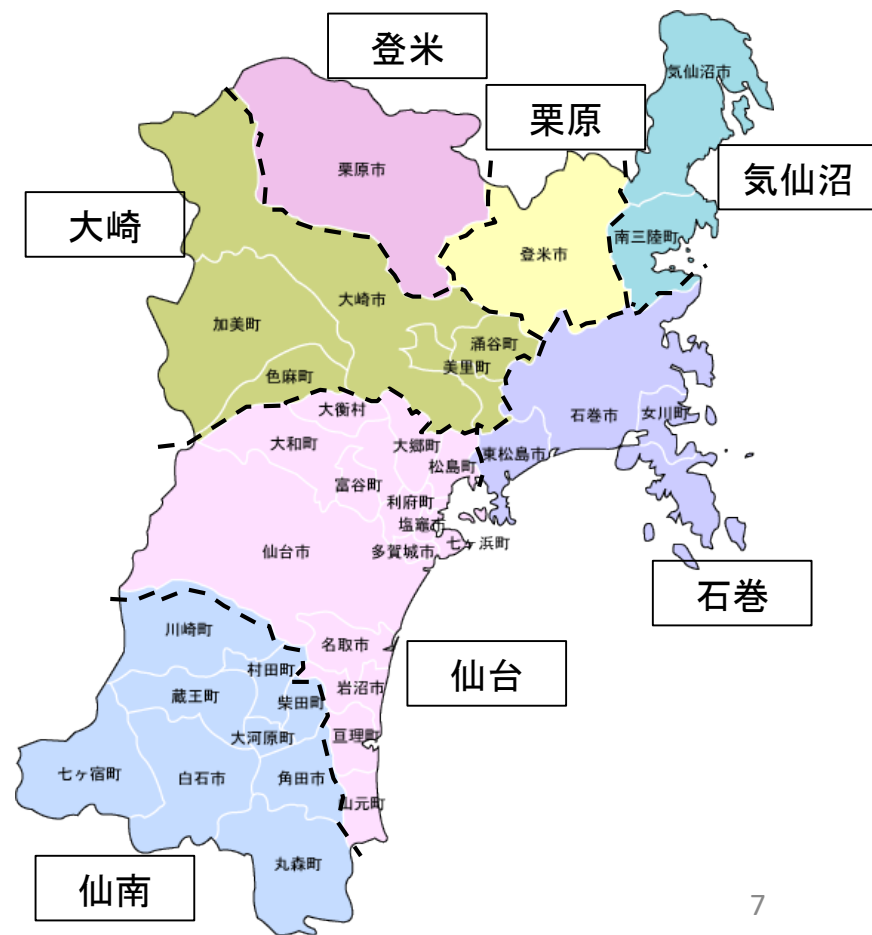 登米
気仙沼市
栗原
栗原市
気仙沼
大崎
南三陸町
登米市
大崎市
加美町
涌谷町
美里町
色麻町
大衡村
石巻市
女川町
大和町
大郷町
東松島市
松島町
富谷町
利府町
塩竈市
仙台市
多賀城市
七ヶ浜町
石巻
川崎町
名取市
仙台
村田町
岩沼市
蔵王町
柴田町
大河原町
亘理町
七ヶ宿町
白石市
角田市
山元町
丸森町
仙南
7